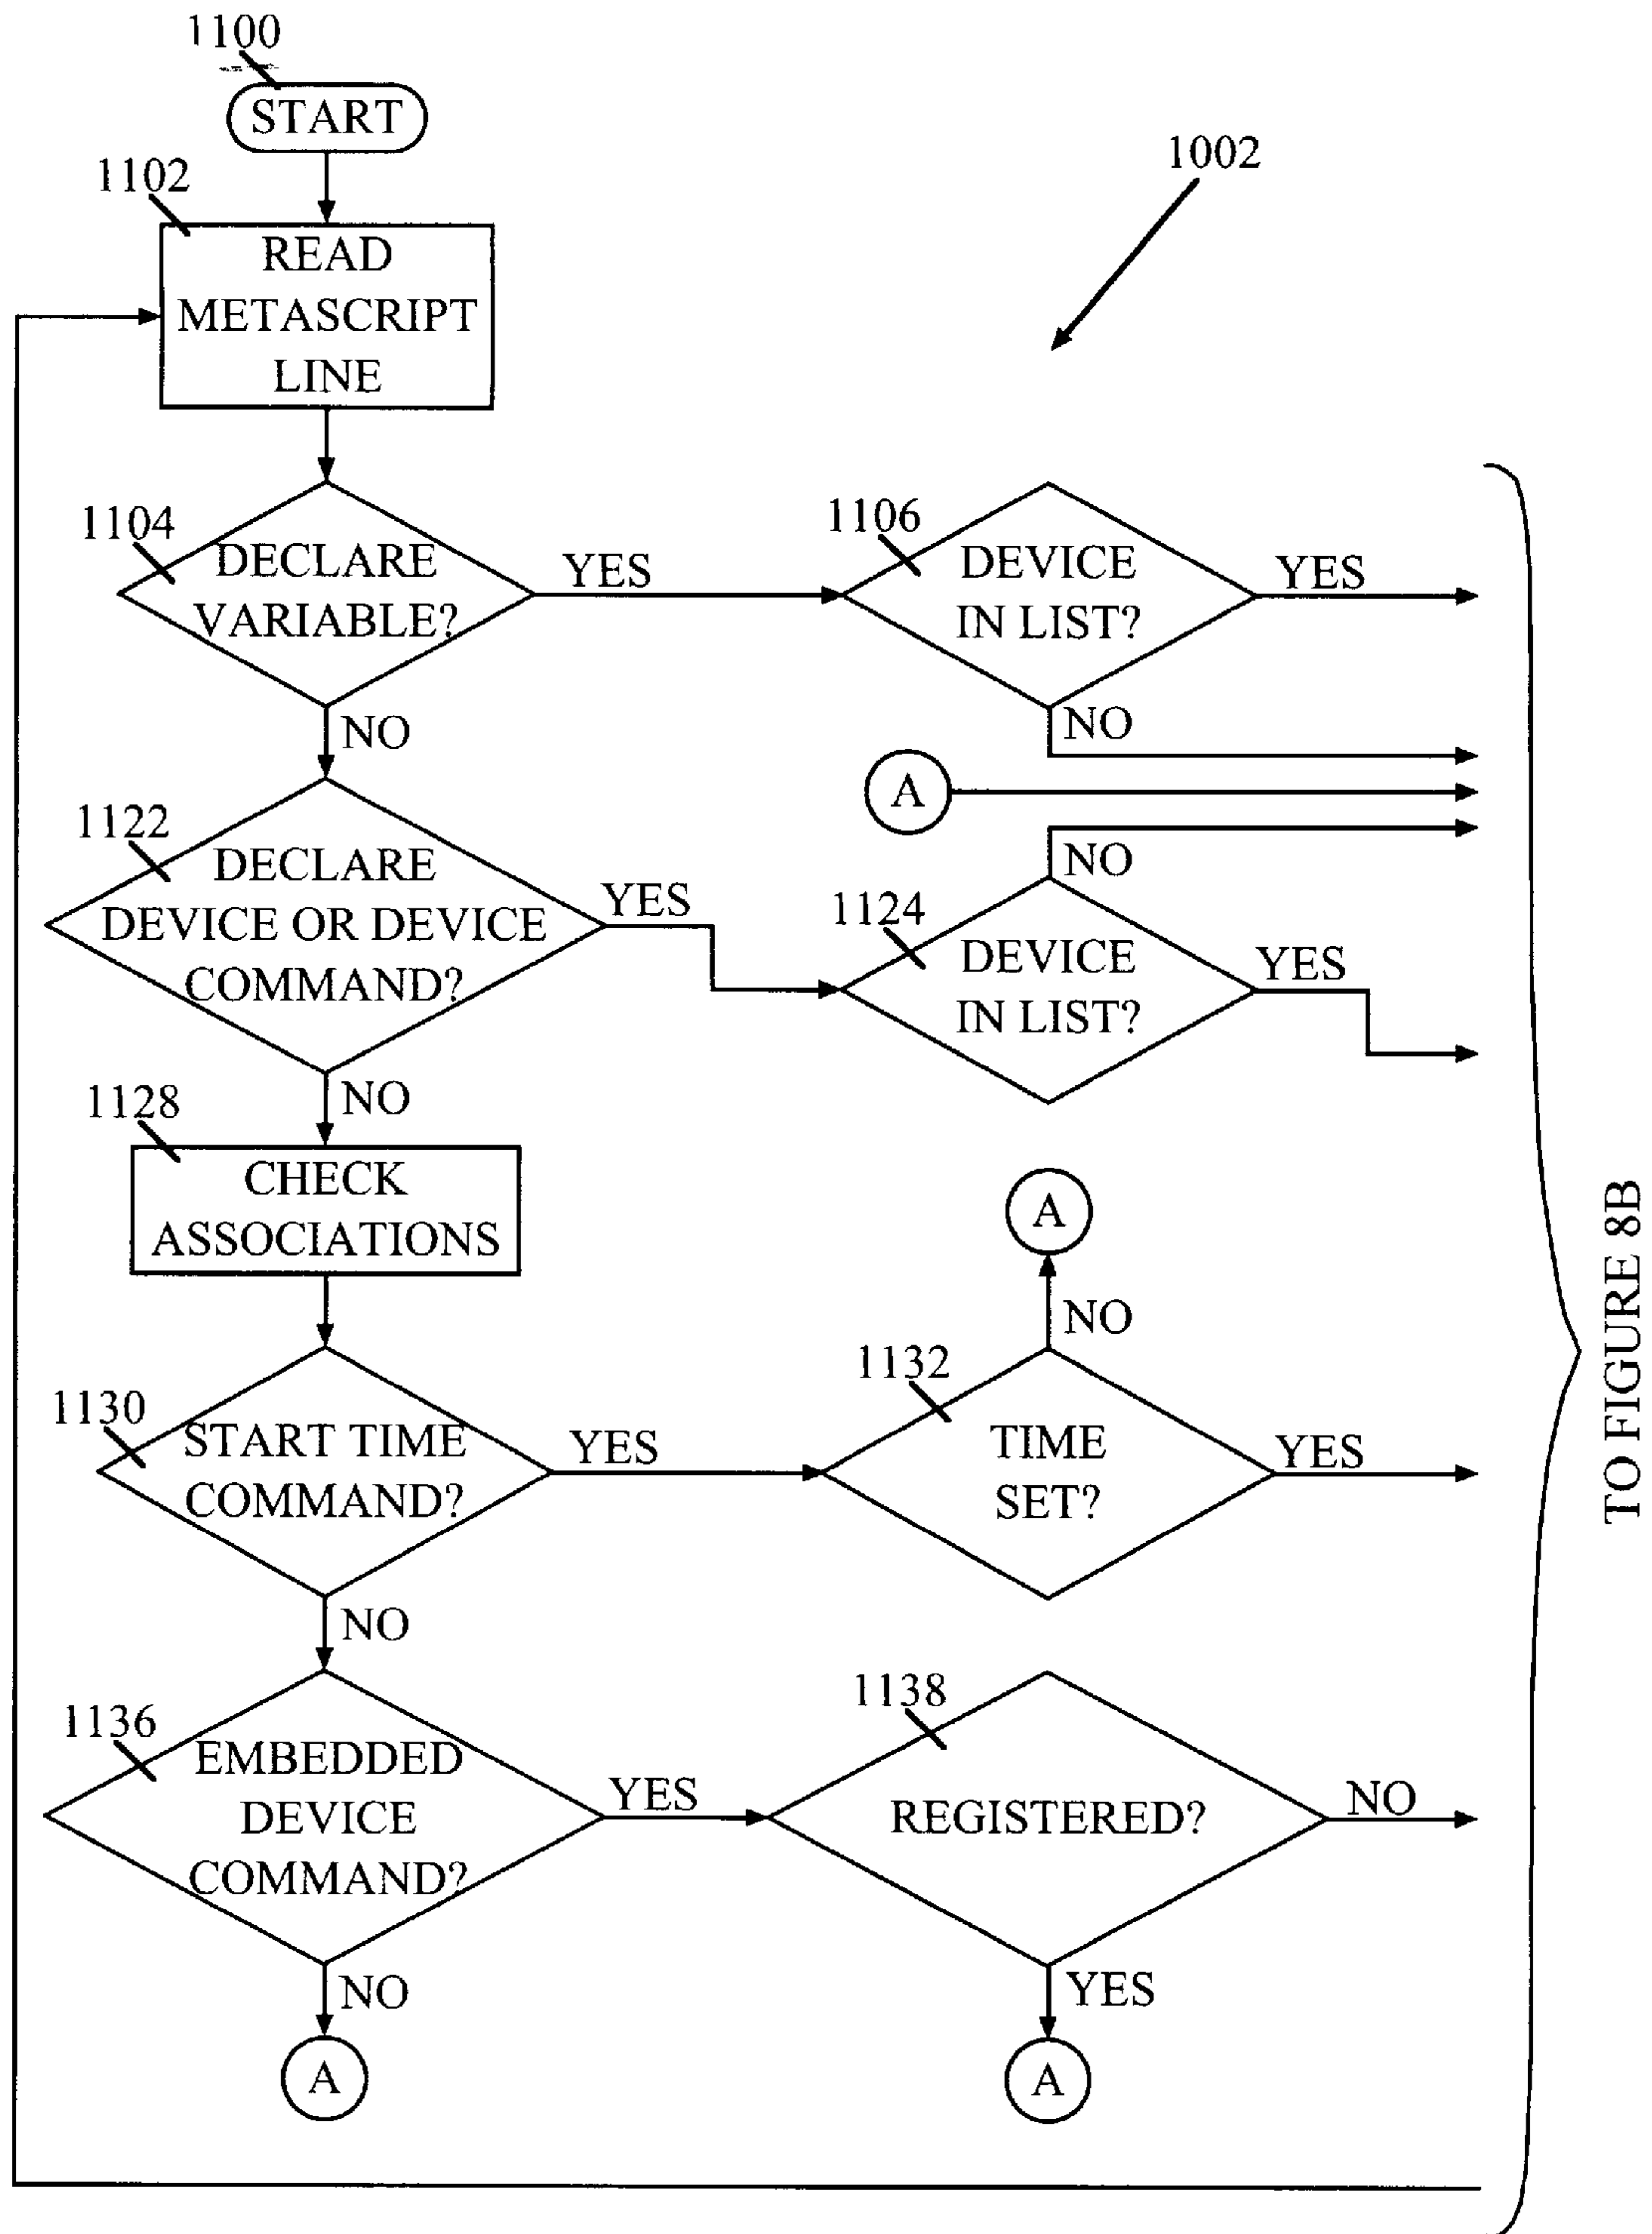 1100
START
1002
1102
READ
METASCRIPT
LINE
1104
DECLARE
VARIABLE?
YES
1106
DEVICE
IN LIST?
YES
NO
NO
A
1122
DECLARE
DEVICE OR DEVICE
COMMAND?
YES
NO
1124
DEVICE
IN LIST?
YES
NO
1128
CHECK
ASSOCIATIONS
A
NO
1130
START TIME
COMMAND?
YES
1132
TIME
SET?
YES
NO
1136
EMBEDDED
DEVICE
COMMAND?
YES
1138
REGISTERED?
NO
NO
A
YES
A
TO FIGURE 8B